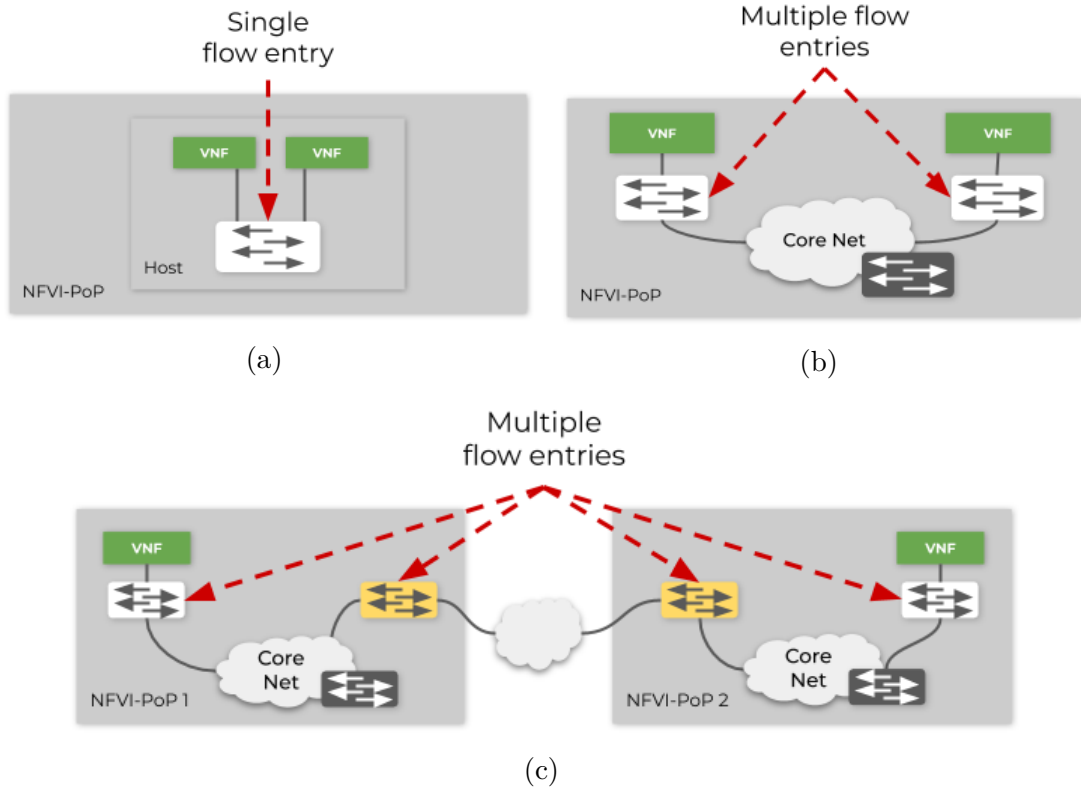 Single
flow entry
VNF
VNF
Host
NFVI-PoP
(a)
Multiple flow
entries
VNF
VNF
Core Net
NFVI-PoP
(b)
Multiple
flow entries
VNF
Core
Net
NFVI-PoP 1
VNF
Core
Net
NFVI-PoP 2
(c)